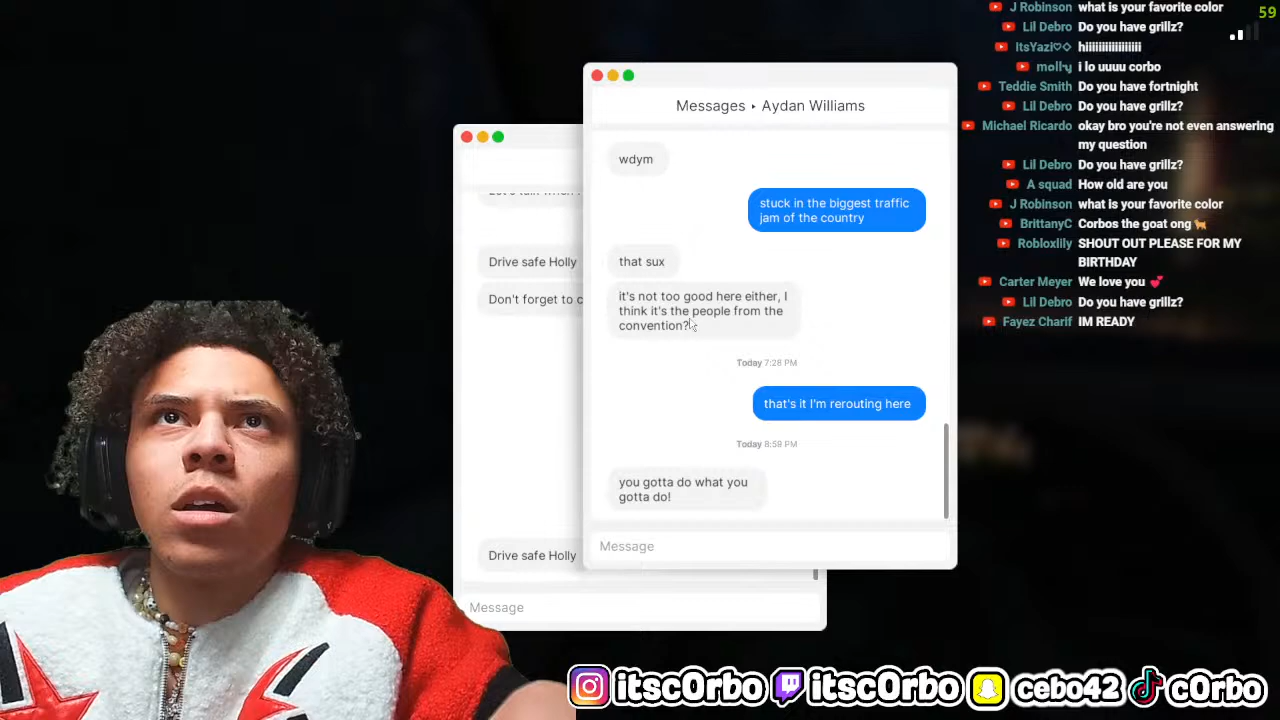 59
J Robinson what is your favorite color
Lil Debro Do you have grillz?
ItsYazi♡◇ hiiiiiiiiiiiiiiiii
molly i lo uuuu corbo
Teddie Smith Do you have fortnight
Lil Debro Do you have grillz?
Michael Ricardo okay bro you're not even answering
my question
Lil Debro Do you have grillz?
A squad How old are you
J Robinson what is your favorite color
BrittanyC Corbos the goat ong 🐐
Robloxlily SHOUT OUT PLEASE FOR MY
BIRTHDAY
Carter Meyer We love you 💕
Lil Debro Do you have grillz?
Fayez Charif IM READY
Messages ▸ Aydan Williams
wdym
stuck in the biggest traffic
jam of the country
that sux
it's not too good here either, I
think it's the people from the
convention?
Today 7:28 PM
that's it I'm rerouting here
Today 8:59 PM
you gotta do what you
gotta do!
Message
Drive safe Holly
Don't forget to c
Drive safe Holly
Message
itsc0rbo itsc0rbo cebo42 c0rbo